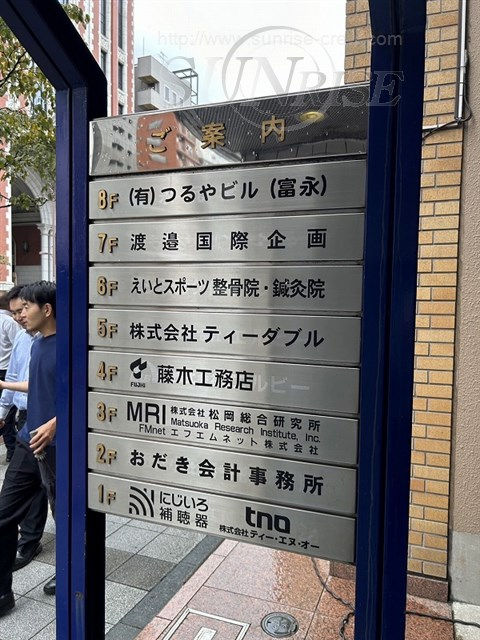 http://www.sunrise-crea.com
SUNRISE
ご案内
8F (有)つるやビル(富永)
7F 渡邉国際企画
6F えいとスポーツ整骨院・鍼灸院
5F 株式会社ティーダブル
4F FUJIKI 藤木工務店
3F MRI 株式会社松岡総合研究所
Matsuoka Research Institute, Inc.
FMnet エフエムネット株式会社
2F おだき会計事務所
1F にじいろ補聴器 tno 株式会社ティー・エヌ・オー